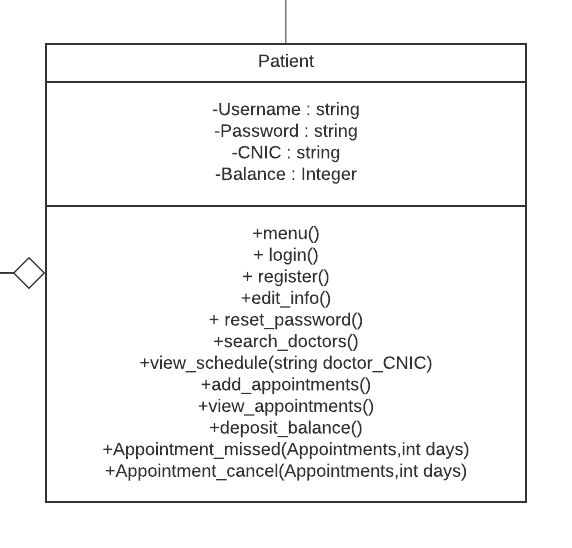 Patient
-Username : string
-Password : string
-CNIC : string
-Balance : Integer
+menu()
+ login()
+ register()
+edit_info()
+ reset_password()
+search_doctors()
+view_schedule(string doctor_CNIC)
+add_appointments()
+view_appointments()
+deposit_balance()
+Appointment_missed(Appointments,int days)
+Appointment_cancel(Appointments,int days)